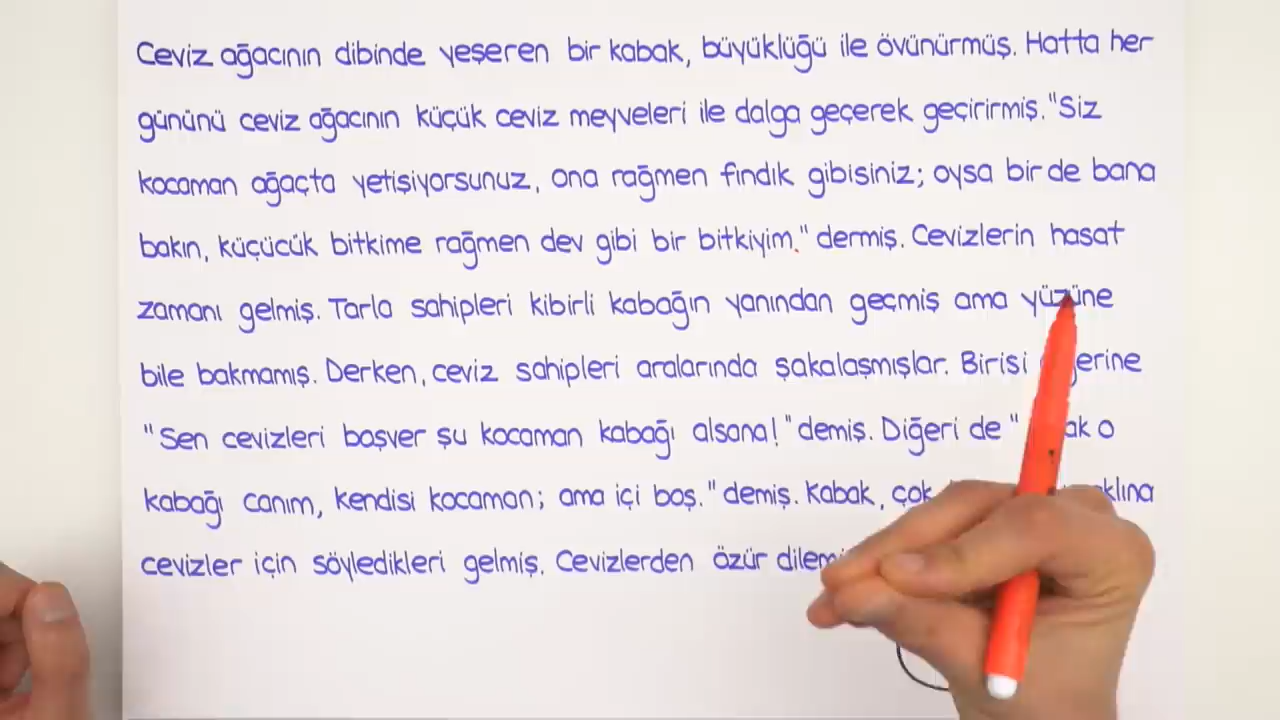 Ceviz ağacının dibinde yeşeren bir kabak, büyüklüğü ile övünürmüş. Hatta her
gününü ceviz ağacının küçük ceviz meyveleri ile dalga geçerek geçirirmiş. "Siz
kocaman ağaçta yetişiyorsunuz, ona rağmen fındık gibisiniz; oysa bir de bana
bakın, küçücük bitkime rağmen dev gibi bir bitkiyim." dermiş. Cevizlerin hasat
zamanı gelmiş. Tarla sahipleri kibirli kabağın yanından geçmiş ama yüzüne
bile bakmamış. Derken, ceviz sahipleri aralarında şakalaşmışlar. Birisi
"Sen cevizleri boşver şu kocaman kabağı alsana!" demiş. Diğeri de " o
kabağı canım, kendisi kocaman; ama içi boş." demiş. Kabak, çok
cevizler için söyledikleri gelmiş. Cevizlerden özür